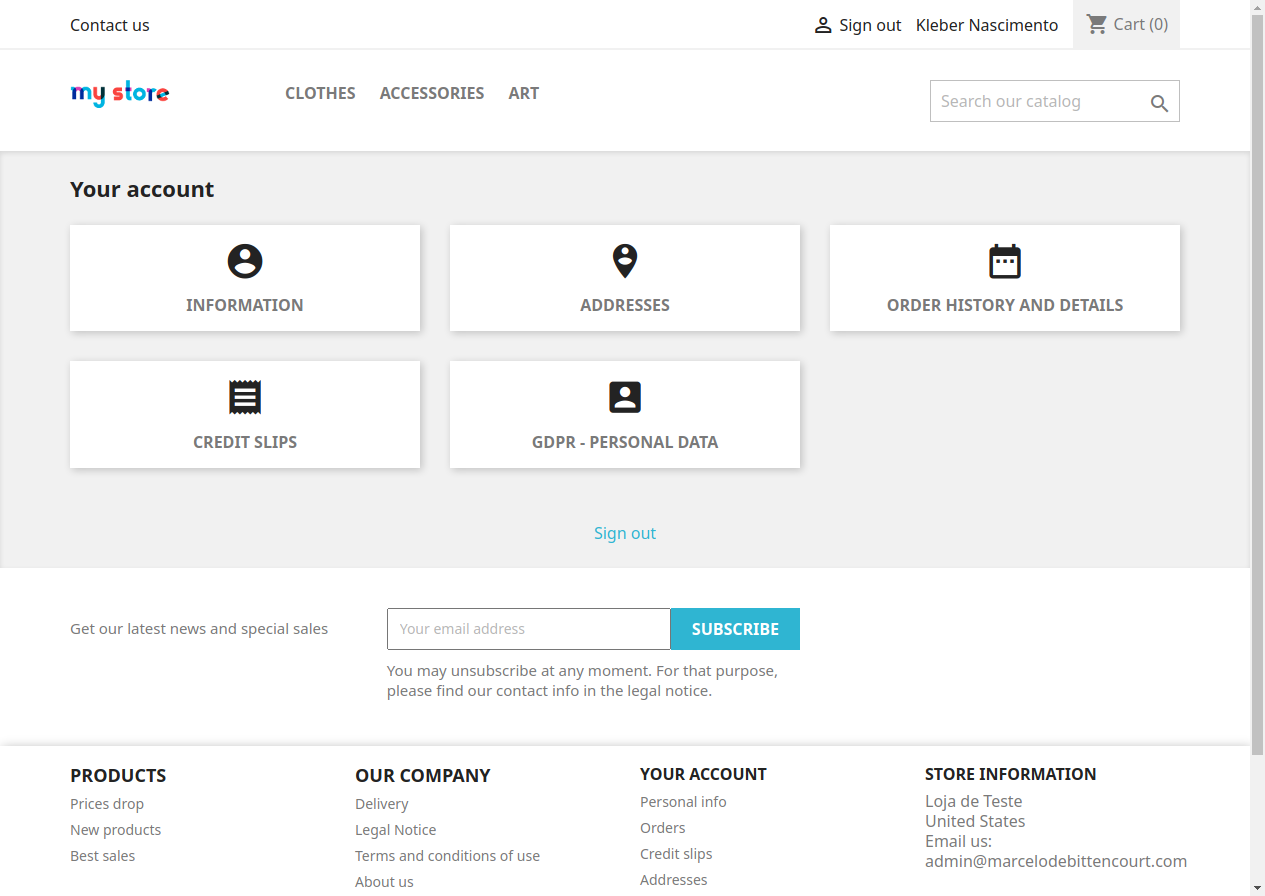 Contact us
Sign out Kleber Nascimento Cart (0)
my store
CLOTHES ACCESSORIES ART
Search our catalog
Your account
INFORMATION
ADDRESSES
ORDER HISTORY AND DETAILS
CREDIT SLIPS
GDPR - PERSONAL DATA
Sign out
Get our latest news and special sales
Your email address
SUBSCRIBE
You may unsubscribe at any moment. For that purpose,
please find our contact info in the legal notice.
PRODUCTS
Prices drop
New products
Best sales
OUR COMPANY
Delivery
Legal Notice
Terms and conditions of use
About us
YOUR ACCOUNT
Personal info
Orders
Credit slips
Addresses
STORE INFORMATION
Loja de Teste
United States
Email us:
admin@marcelodebittencourt.com